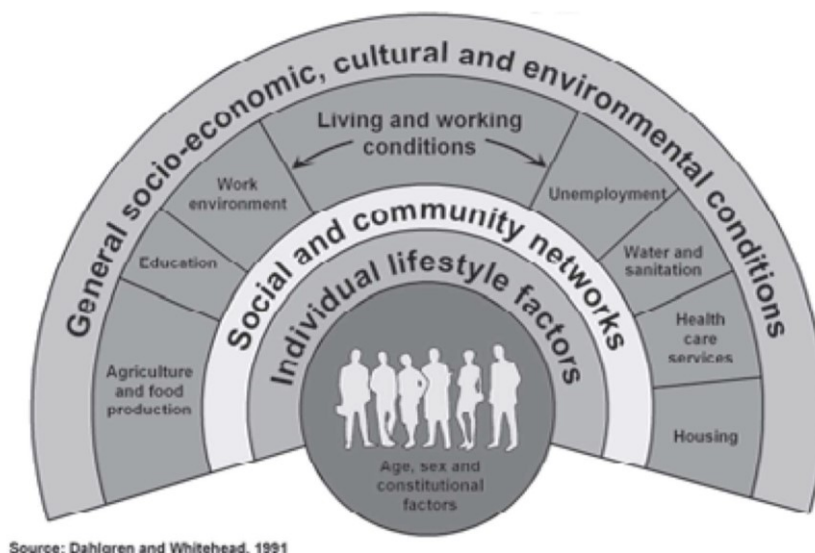 General socio-economic, cultural and environmental conditions
Living and working
conditions
Work
environment
Unemployment
Education
Water and
sanitation
Agriculture
and food
production
Health
care
services
Housing
Social and community networks
Individual lifestyle factors
Age, sex and
constitutional
factors
Source: Dahlgren and Whitehead, 1991